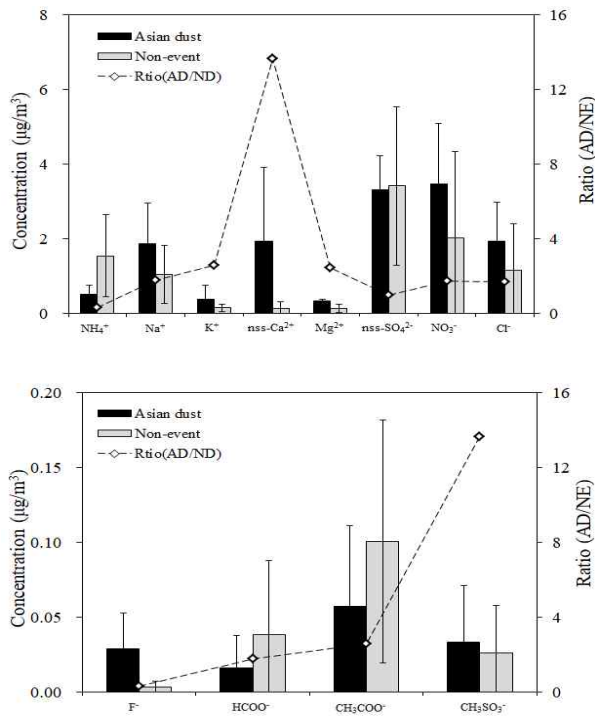 8
6
4
2
0
Concentration (μg/m³)
Asian dust
Non-event
Rtio(AD/ND)
16
12
8
4
0
Ratio (AD/NE)
NH₄⁺ Na⁺ K⁺ nss-Ca²⁺ Mg²⁺ nss-SO₄²⁻ NO₃⁻ Cl⁻
0.20
0.15
0.10
0.05
0.00
Concentration (μg/m³)
Asian dust
Non-event
Rtio(AD/ND)
16
12
8
4
0
Ratio (AD/NE)
F⁻ HCOO⁻ CH₃COO⁻ CH₃SO₃⁻